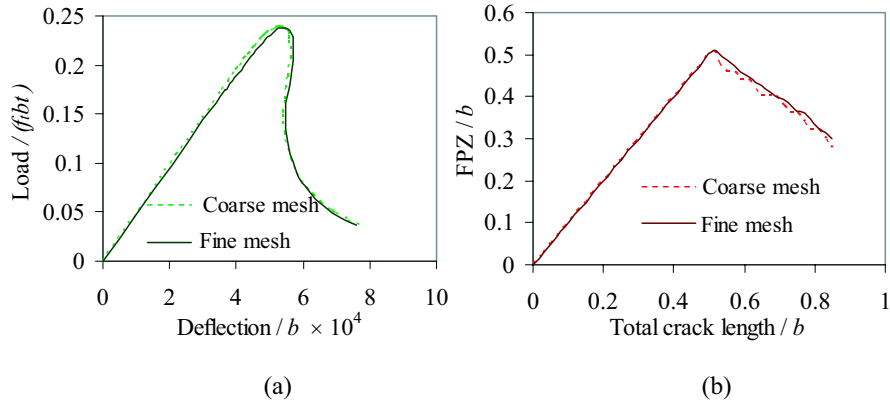 0.25
0.2
0.15
0.1
0.05
0
Load / (ftbt)
Coarse mesh
Fine mesh
0 2 4 6 8 10
Deflection / b × 10⁴
(a)
0.6
0.5
0.4
0.3
0.2
0.1
0
FPZ / b
Coarse mesh
Fine mesh
0 0.2 0.4 0.6 0.8 1
Total crack length / b
(b)